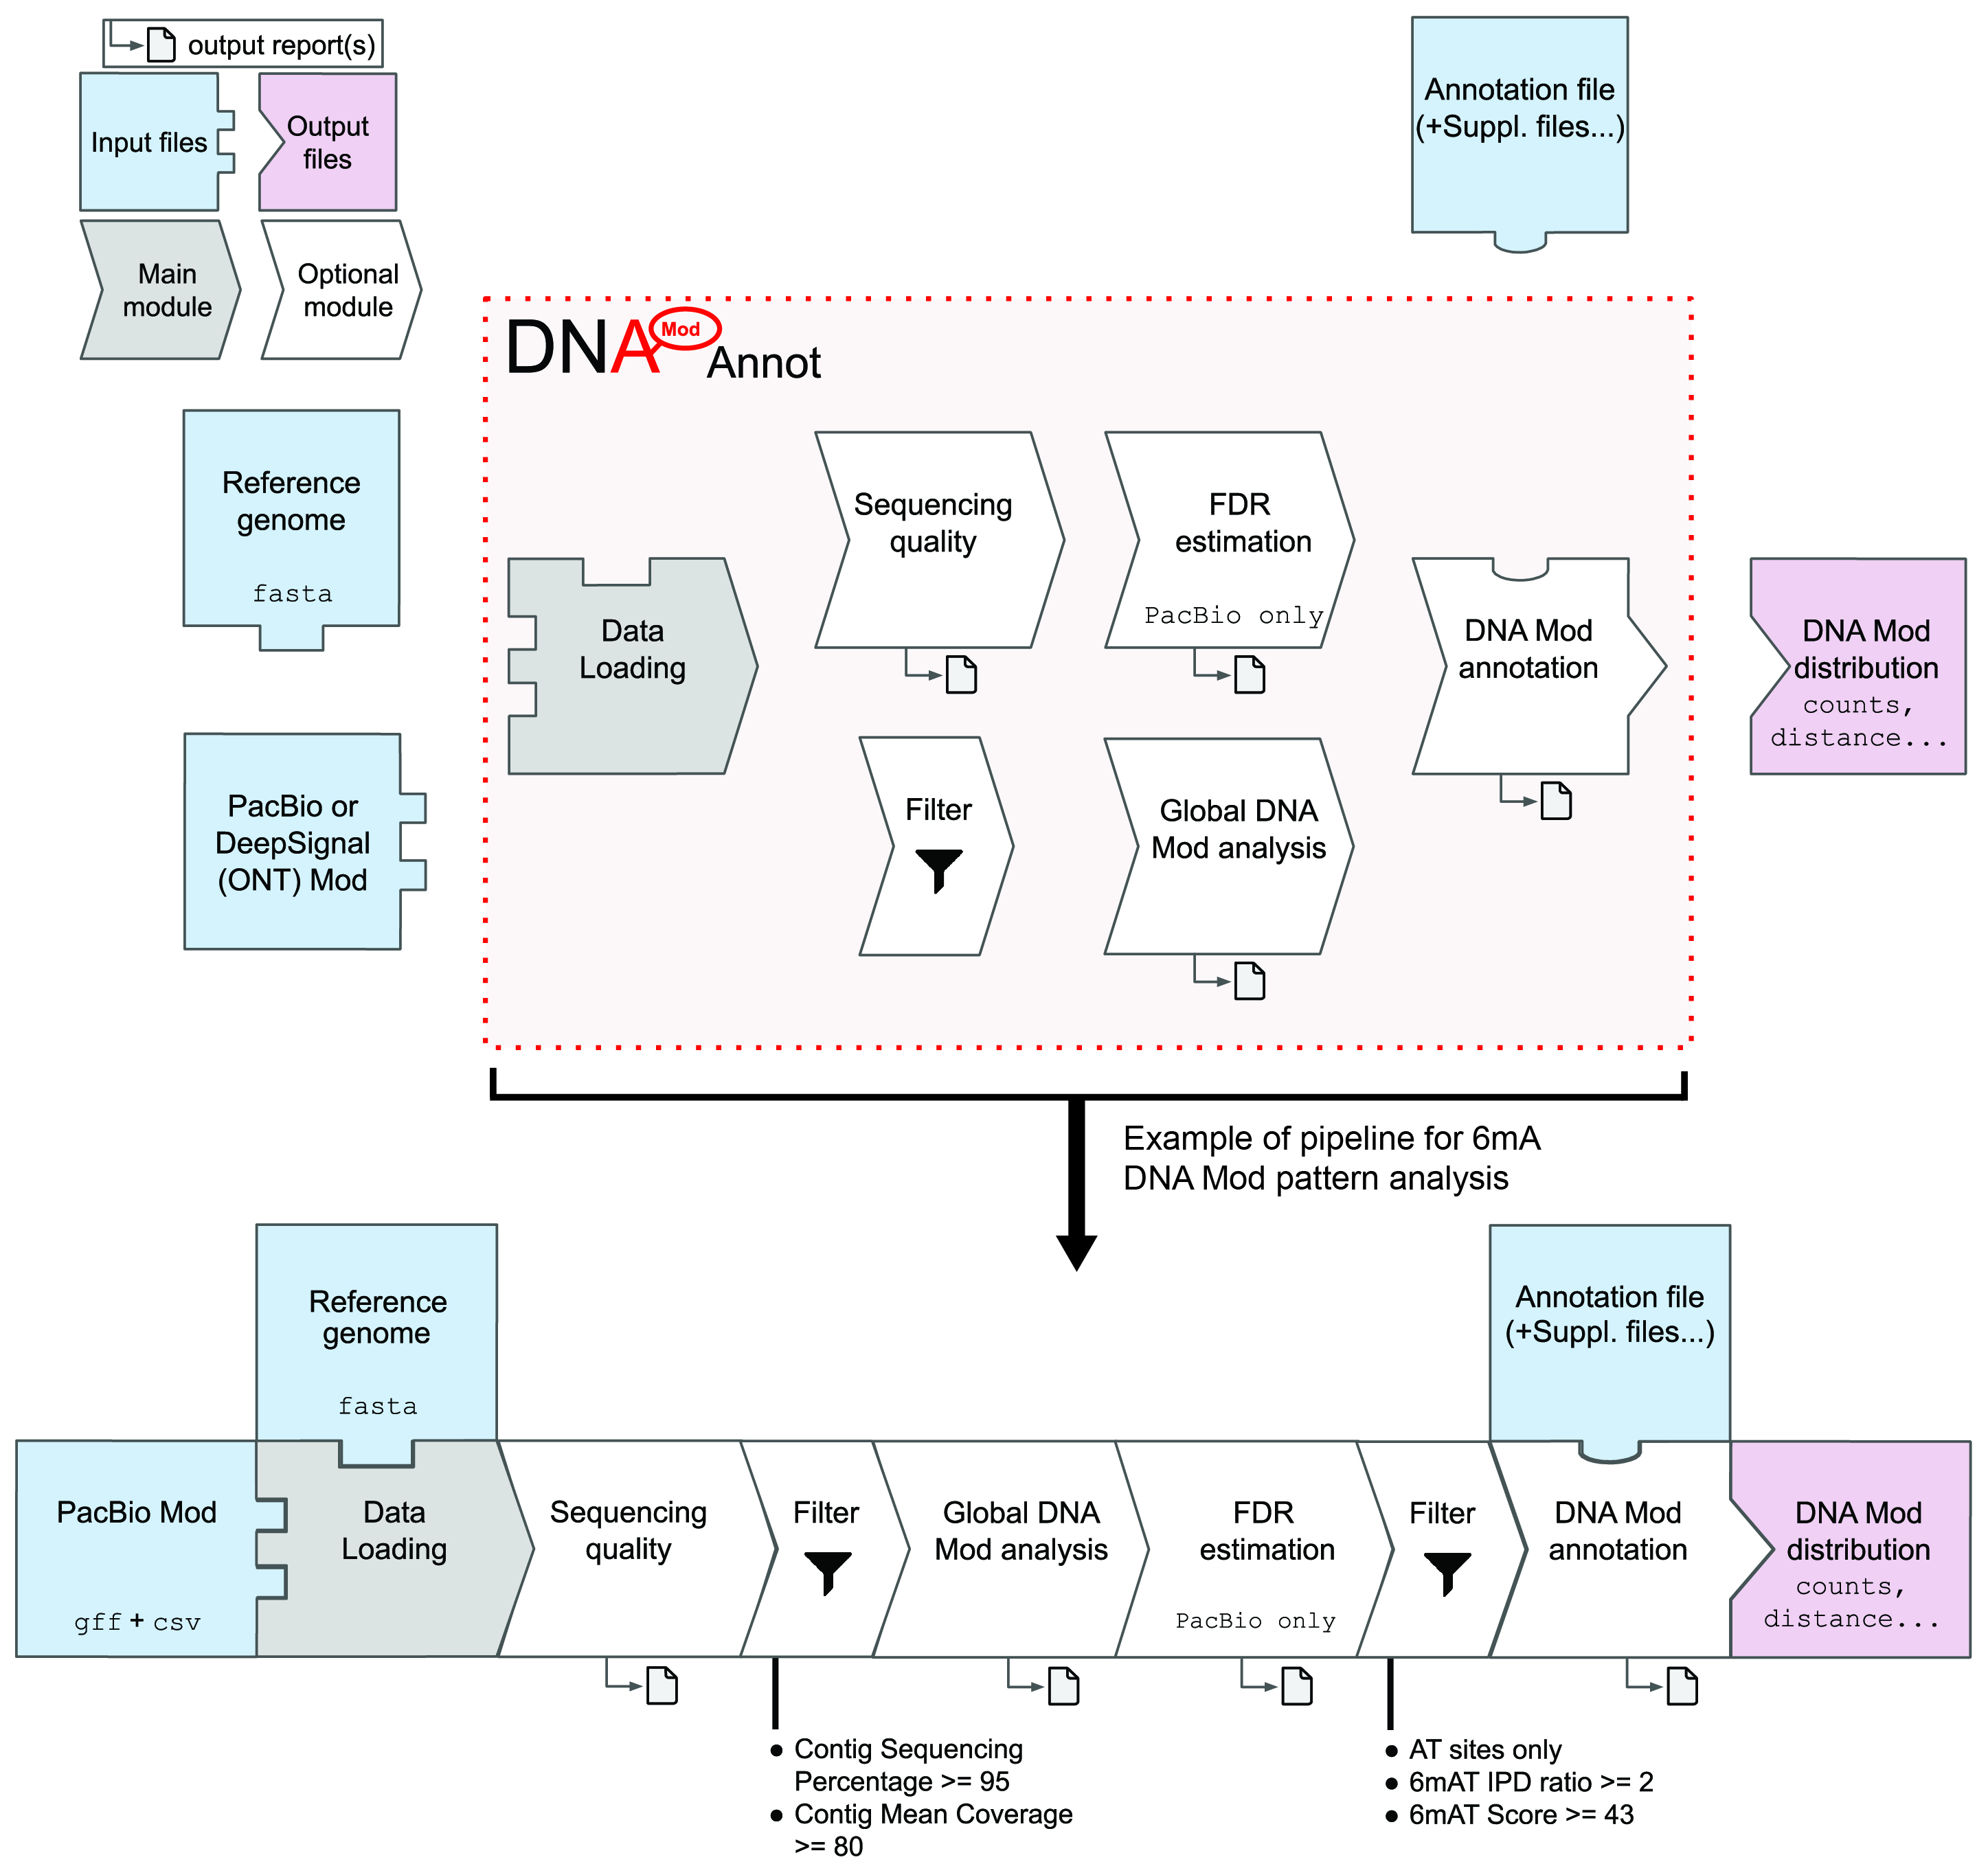 output report(s)
Input files
Output
files
Main
module
Optional
module
Annotation file
(+Suppl. files...)
DNA
Mod
Annot
Reference
genome
fasta
Sequencing
quality
FDR
estimation
PacBio only
Data
Loading
DNA Mod
annotation
DNA Mod
distribution
counts,
distance...
PacBio or
DeepSignal
(ONT) Mod
Filter
Global DNA
Mod analysis
Example of pipeline for 6mA
DNA Mod pattern analysis
Reference
genome
fasta
Annotation file
(+Suppl. files...)
PacBio Mod
gff + csv
Data
Loading
Sequencing
quality
Filter
Global DNA
Mod analysis
FDR
estimation
PacBio only
Filter
DNA Mod
annotation
DNA Mod
distribution
counts,
distance...
● Contig Sequencing
Percentage >= 95
● Contig Mean Coverage
>= 80
● AT sites only
● 6mAT IPD ratio >= 2
● 6mAT Score >= 43